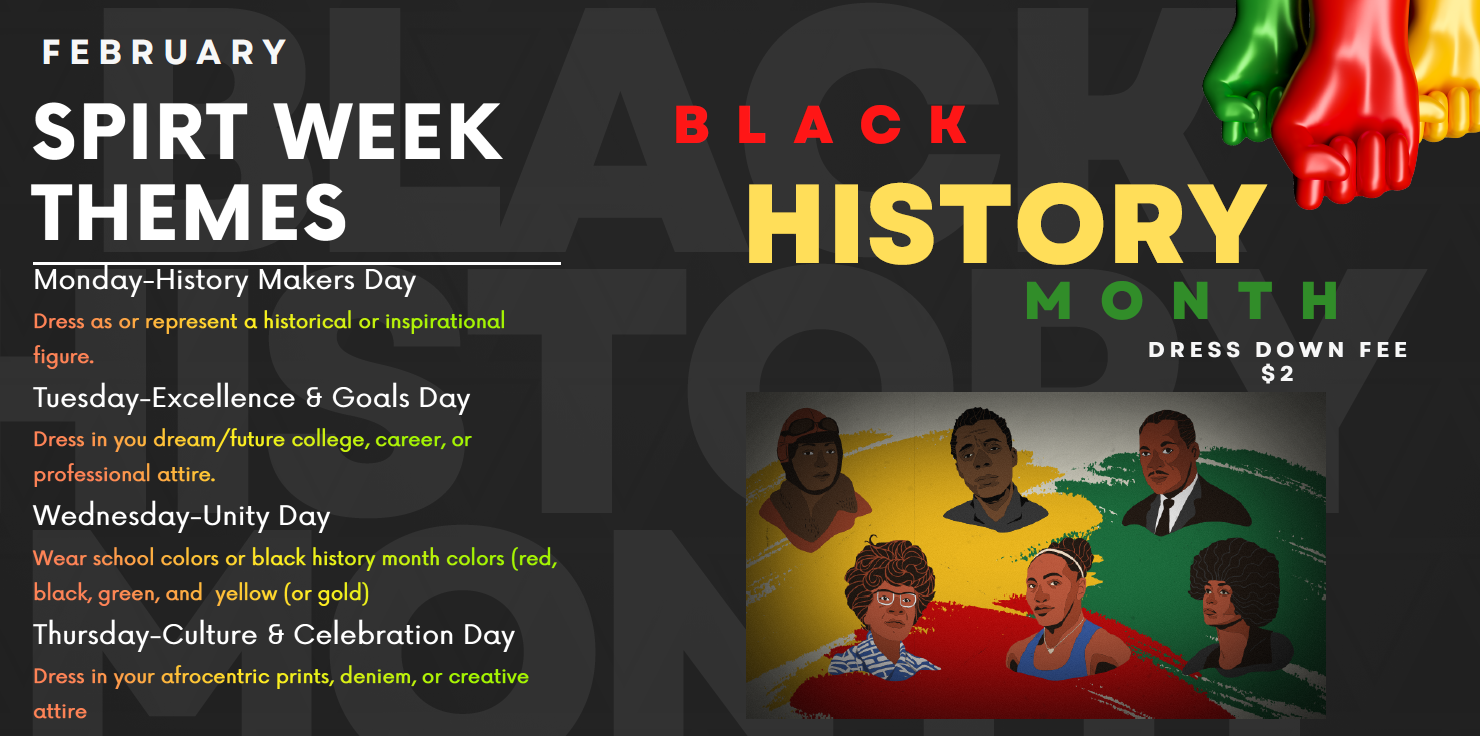 FEBRUARY
SPIRT WEEK
THEMES
Monday-History Makers Day
Dress as or represent a historical or inspirational
figure.
Tuesday-Excellence & Goals Day
Dress in you dream/future college, career, or
professional attire.
Wednesday-Unity Day
Wear school colors or black history month colors (red,
black, green, and  yellow (or gold)
Thursday-Culture & Celebration Day
Dress in your afrocentric prints, deniem, or creative
attire
BLACK
HISTORY
MONTH
DRESS DOWN FEE
$2
BLACK
HISTORY
MONTH